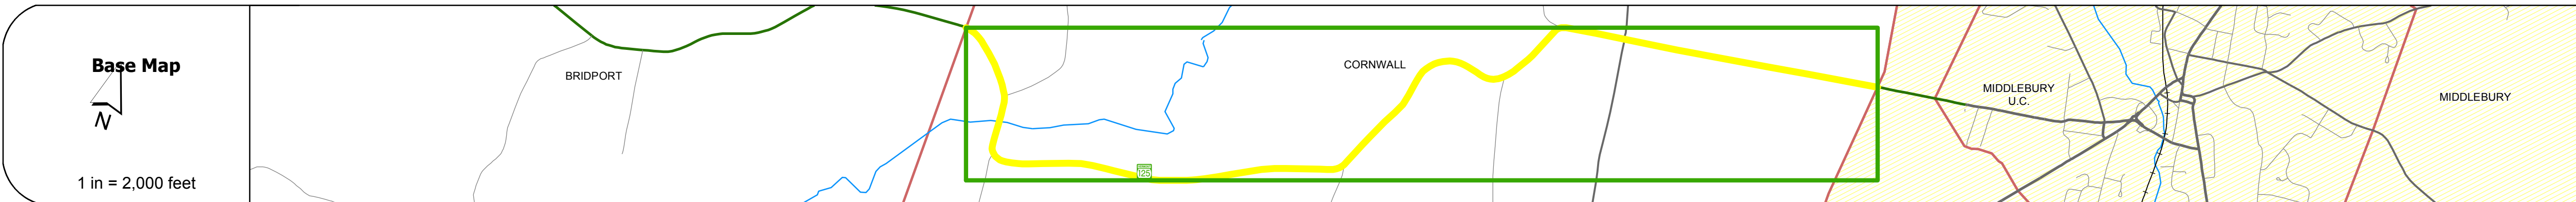 Base Map
N
1 in = 2,000 feet
BRIDPORT
125
CORNWALL
MIDDLEBURY
U.C.
MIDDLEBURY